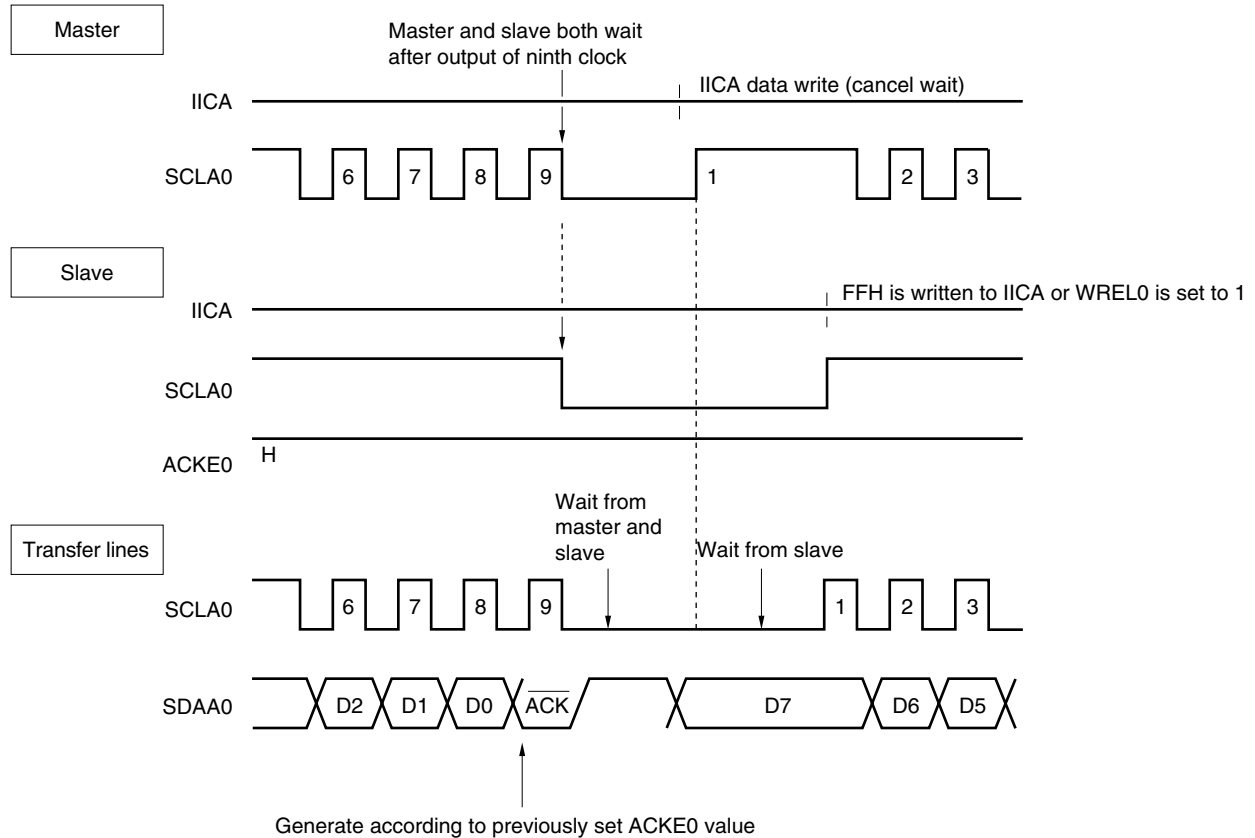 Master
Master and slave both wait
after output of ninth clock
IICA
IICA data write (cancel wait)
SCLA0
6 7 8 9 1 2 3
Slave
IICA
FFH is written to IICA or WREL0 is set to 1
SCLA0
ACKE0
H
Transfer lines
Wait from
master and
slave
Wait from slave
SCLA0
6 7 8 9 1 2 3
SDAA0
D2 D1 D0 ACK D7 D6 D5
Generate according to previously set ACKE0 value